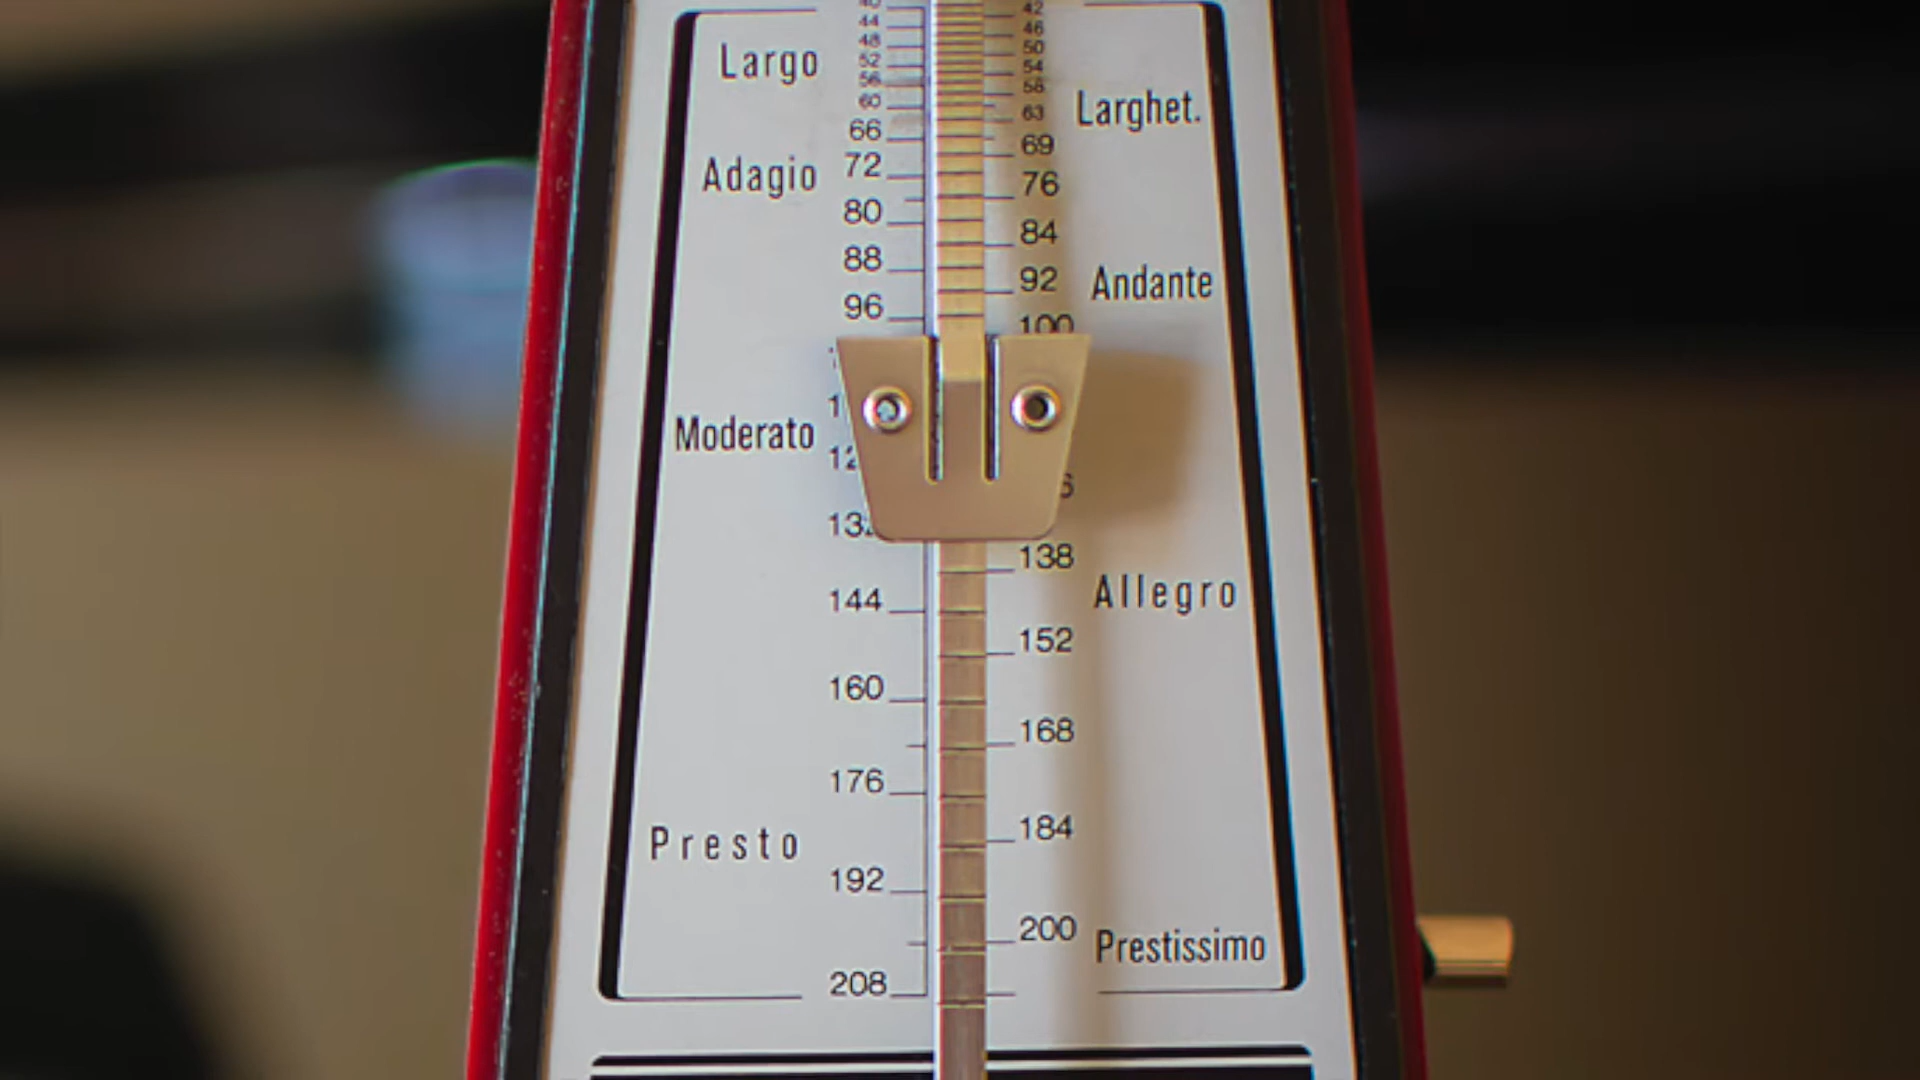 40 42
44 46
Largo 48 50
52 54
56 58
60 63 Larghet.
66 69
Adagio 72 76
80 84
88 92 Andante
96 100
Moderato
132
138
144 Allegro
152
160
168
176
184
Presto
192
200 Prestissimo
208